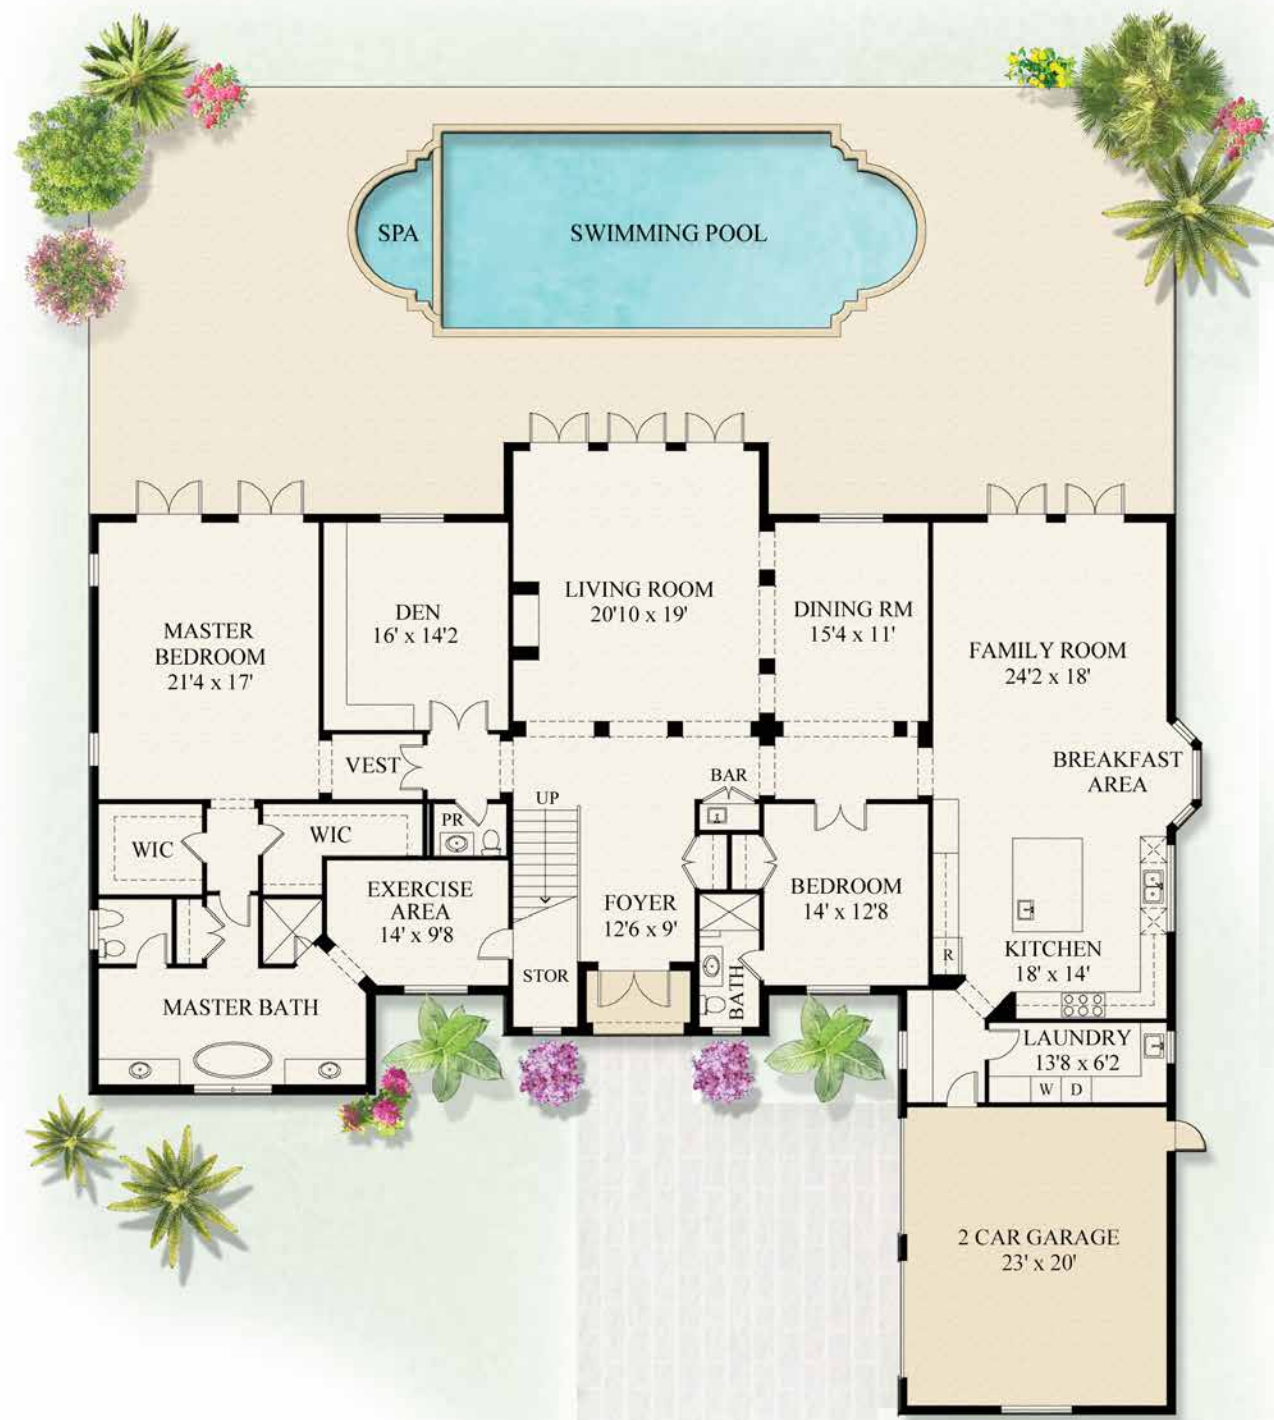 SPA
SWIMMING POOL
LIVING ROOM
20'10 x 19'
DEN
16' x 14'2
DINING RM
15'4 x 11'
MASTER
BEDROOM
21'4 x 17'
FAMILY ROOM
24'2 x 18'
VEST
BREAKFAST
AREA
BAR
UP
PR
WIC
WIC
EXERCISE
AREA
14' x 9'8
BEDROOM
14' x 12'8
FOYER
12'6 x 9'
KITCHEN
18' x 14'
R
STOR
BATH
MASTER BATH
LAUNDRY
13'8 x 6'2
W
D
2 CAR GARAGE
23' x 20'